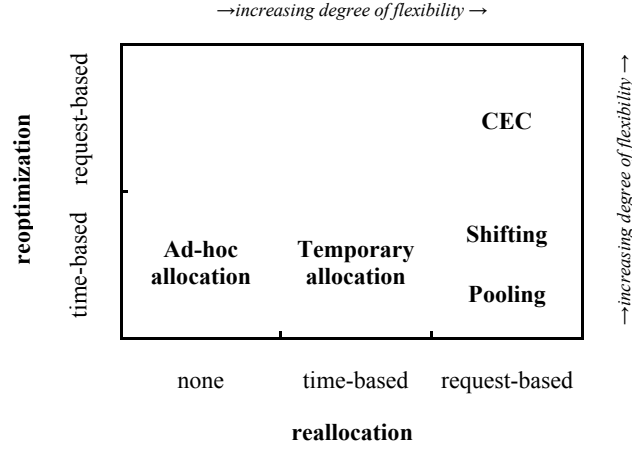 →increasing degree of flexibility →
CEC
Shifting
Ad-hoc
allocation
Temporary
allocation
Pooling
reoptimization
request-based
time-based
→increasing degree of flexibility →
none
time-based
request-based
reallocation